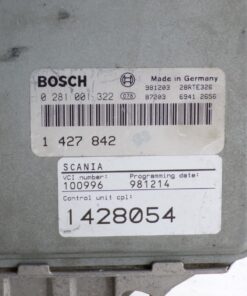 BOSCH Made in Germany
0 281 001 322 981203 28RTE326
87203 6941 2656
1 427 842
SCANIA
VCI number: Programming date:
100996 981214
Control unit cpl:
1428054